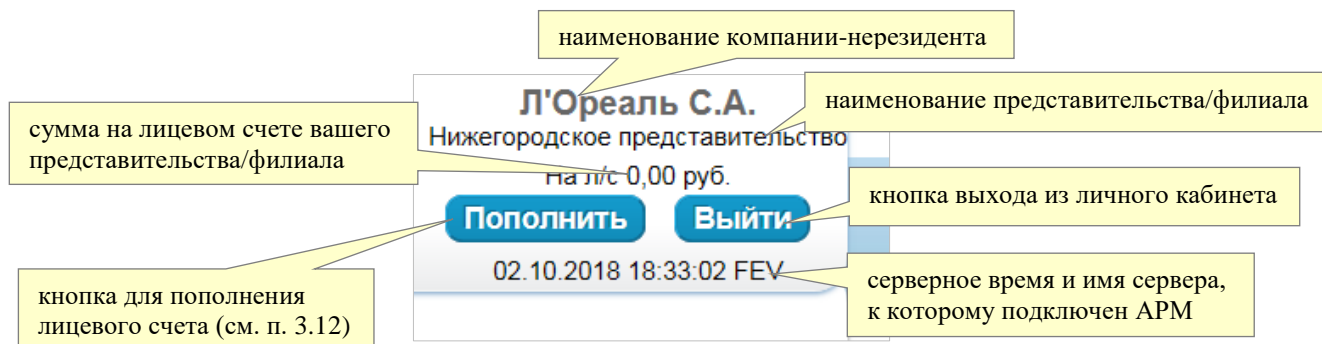 наименование компании-нерезидента
Л'Ореаль С.А.
наименование представительства/филиала
сумма на лицевом счете вашего
представительства/филиала
Нижегородское представительство
На л/с 0,00 руб.
кнопка выхода из личного кабинета
Пополнить Выйти
02.10.2018 18:33:02 FEV
серверное время и имя сервера,
к которому подключен АРМ
кнопка для пополнения
лицевого счета (см. п. 3.12)